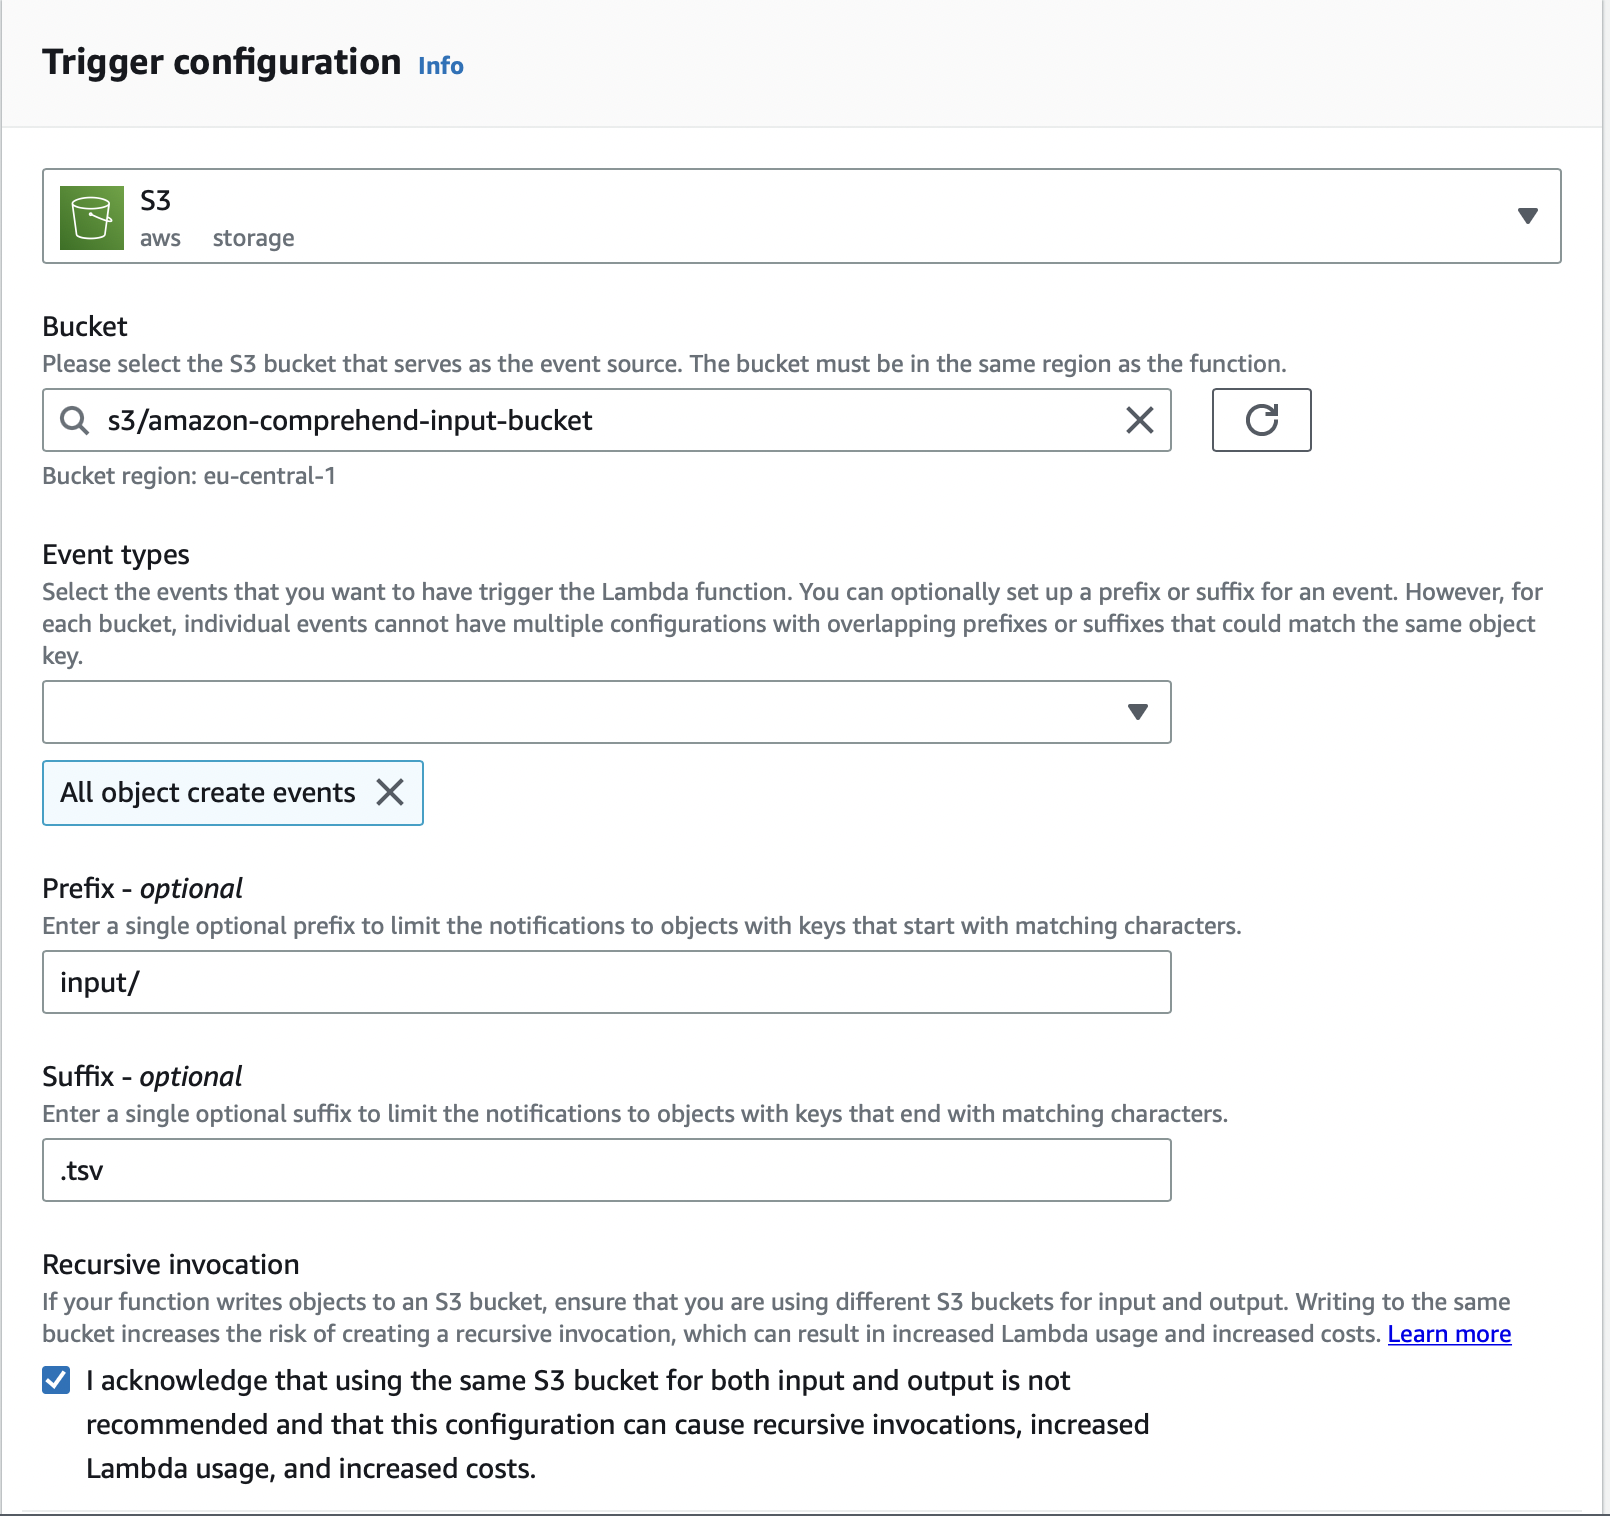 Trigger configuration Info
S3
aws storage
Bucket
Please select the S3 bucket that serves as the event source. The bucket must be in the same region as the function.
s3/amazon-comprehend-input-bucket
Bucket region: eu-central-1
Event types
Select the events that you want to have trigger the Lambda function. You can optionally set up a prefix or suffix for an event. However, for
each bucket, individual events cannot have multiple configurations with overlapping prefixes or suffixes that could match the same object
key.
All object create events
Prefix - optional
Enter a single optional prefix to limit the notifications to objects with keys that start with matching characters.
input/
Suffix - optional
Enter a single optional suffix to limit the notifications to objects with keys that end with matching characters.
.tsv
Recursive invocation
If your function writes objects to an S3 bucket, ensure that you are using different S3 buckets for input and output. Writing to the same
bucket increases the risk of creating a recursive invocation, which can result in increased Lambda usage and increased costs. Learn more
I acknowledge that using the same S3 bucket for both input and output is not
recommended and that this configuration can cause recursive invocations, increased
Lambda usage, and increased costs.